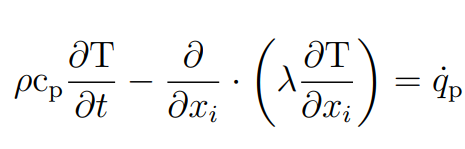 ρc_p ∂T/∂t − ∂/∂x_i · (λ ∂T/∂x_i) = q̇_p